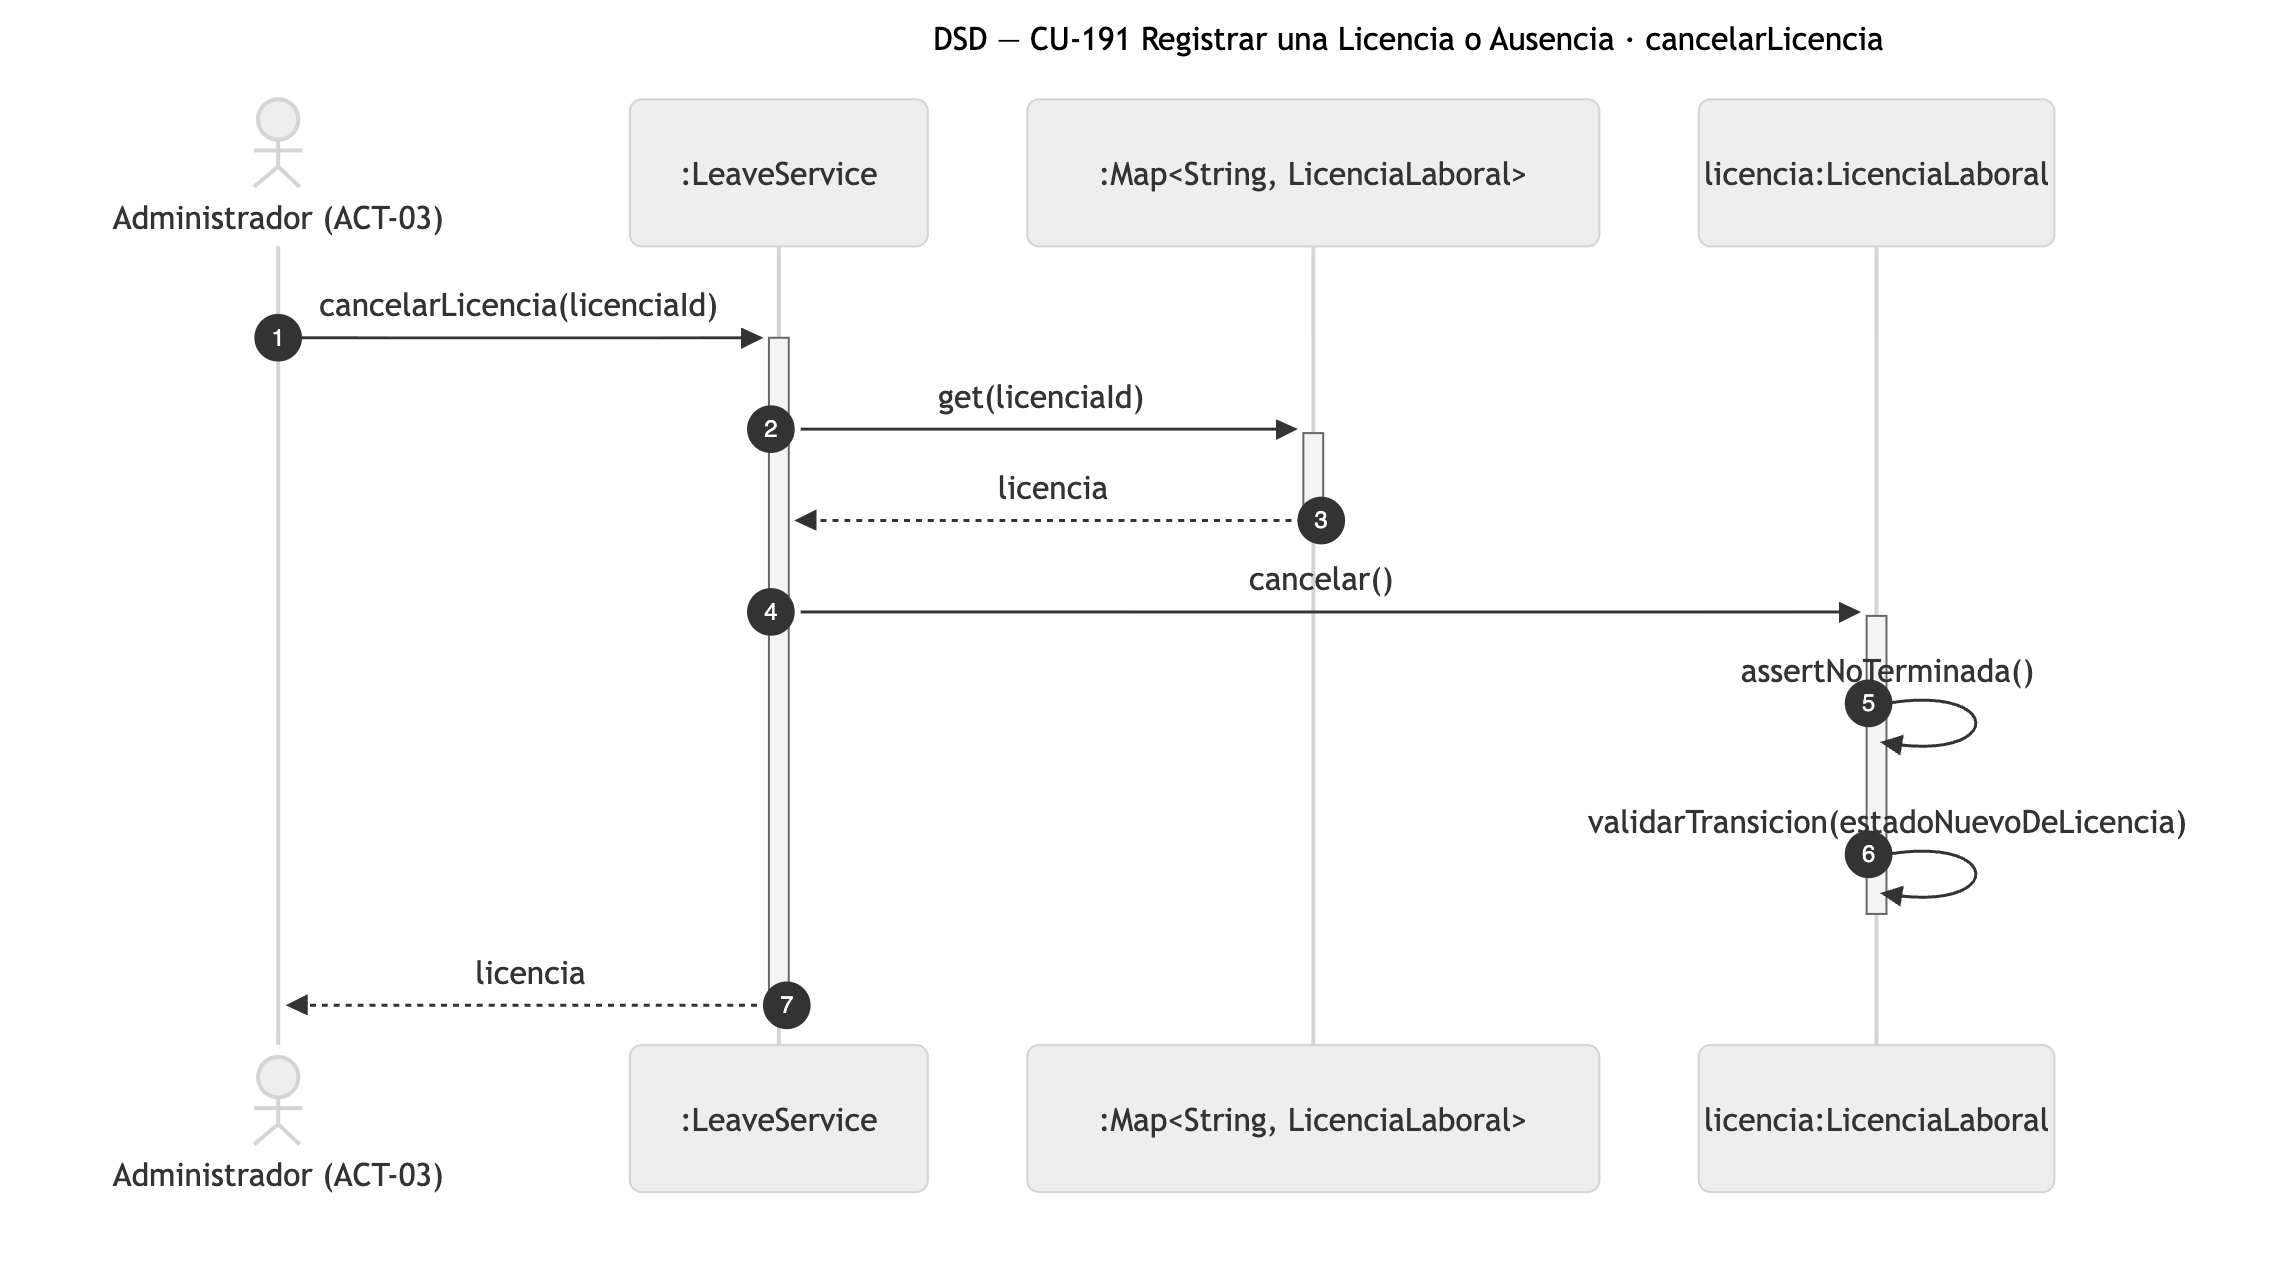 DSD — CU-191 Registrar una Licencia o Ausencia · cancelarLicencia
Administrador (ACT-03)
:LeaveService
:Map<String, LicenciaLaboral>
licencia:LicenciaLaboral
cancelarLicencia(licenciaId)
1
get(licenciaId)
2
licencia
3
cancelar()
4
assertNoTerminada()
5
validarTransicion(estadoNuevoDeLicencia)
6
licencia
7
Administrador (ACT-03)
:LeaveService
:Map<String, LicenciaLaboral>
licencia:LicenciaLaboral